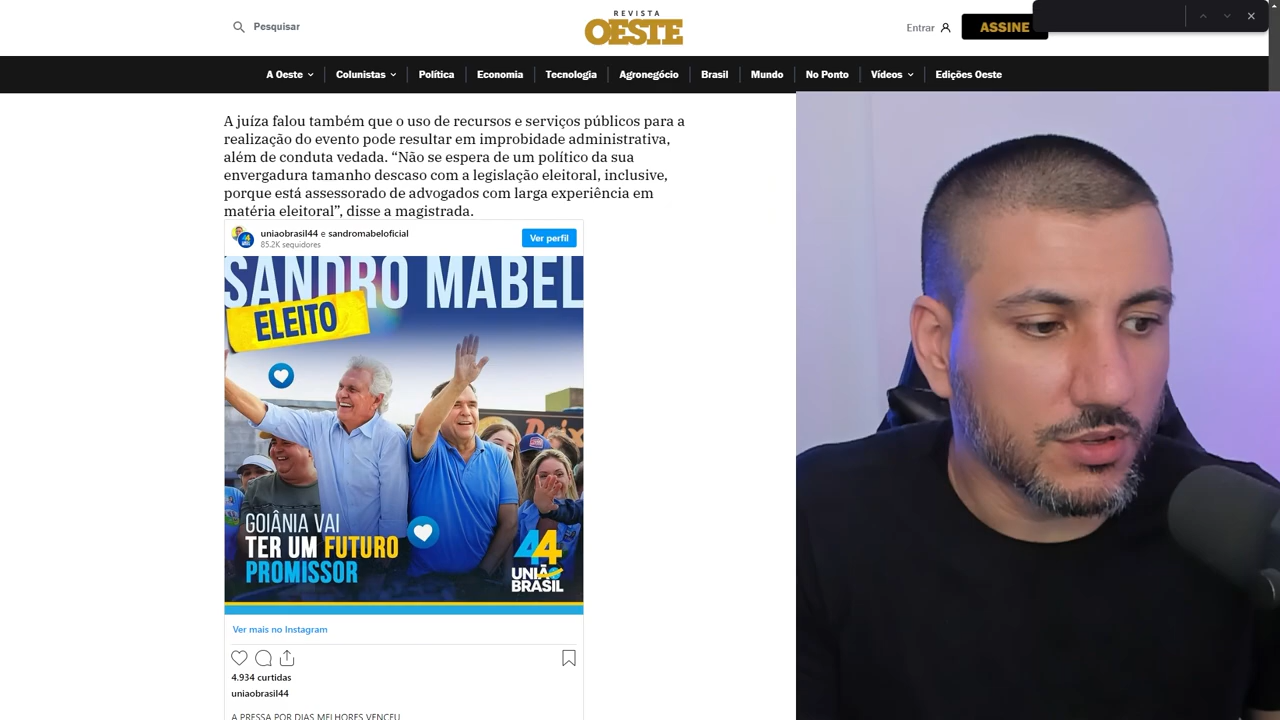 Pesquisar
REVISTA
OESTE
Entrar
ASSINE
A Oeste
Colunistas
Política
Economia
Tecnologia
Agronegócio
Brasil
Mundo
No Ponto
Vídeos
Edições Oeste
A juíza falou também que o uso de recursos e serviços públicos para a
realização do evento pode resultar em improbidade administrativa,
além de conduta vedada. “Não se espera de um político da sua
envergadura tamanho descaso com a legislação eleitoral, inclusive,
porque está assessorado de advogados com larga experiência em
matéria eleitoral”, disse a magistrada.
uniaobrasil44 e sandromabeloficial
85.2K seguidores
Ver perfil
SANDRO MABEL
ELEITO
GOIÂNIA VAI
TER UM FUTURO
PROMISSOR
44
UNIÃO
BRASIL
Ver mais no Instagram
4.934 curtidas
uniaobrasil44
A PRESSA POR DIAS MELHORES VENCEU